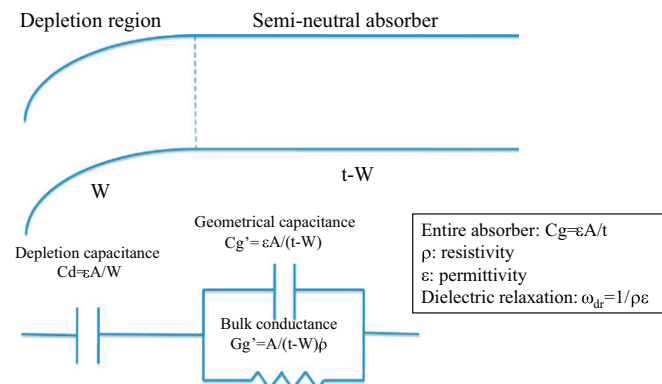 Depletion region
Semi-neutral absorber
W
t-W
Geometrical capacitance
Cg'= εA/(t-W)
Depletion capacitance
Cd=εA/W
Bulk conductance
Gg'=A/(t-W)ρ
Entire absorber: Cg=εA/t
ρ: resistivity
ε: permittivity
Dielectric relaxation: ωdr=1/ρε